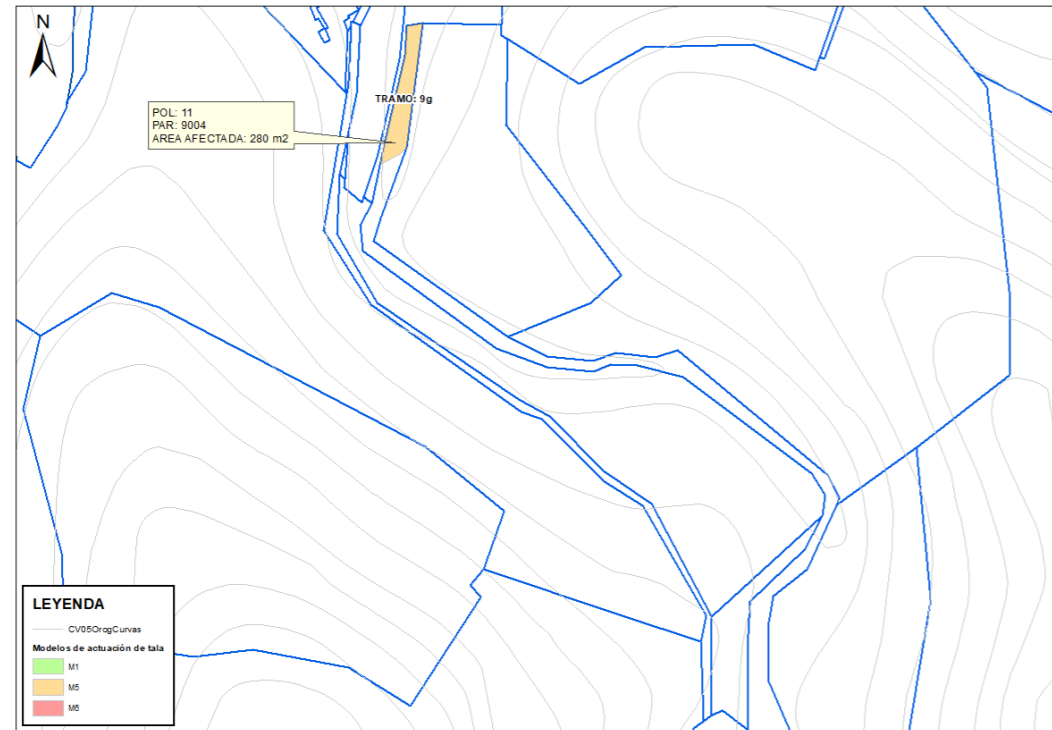 N
TRAMO: 9g
POL: 11
PAR: 9004
AREA AFECTADA: 280 m2
LEYENDA
CV05OrogCurvas
Modelos de actuación de tala
M1
M5
M6